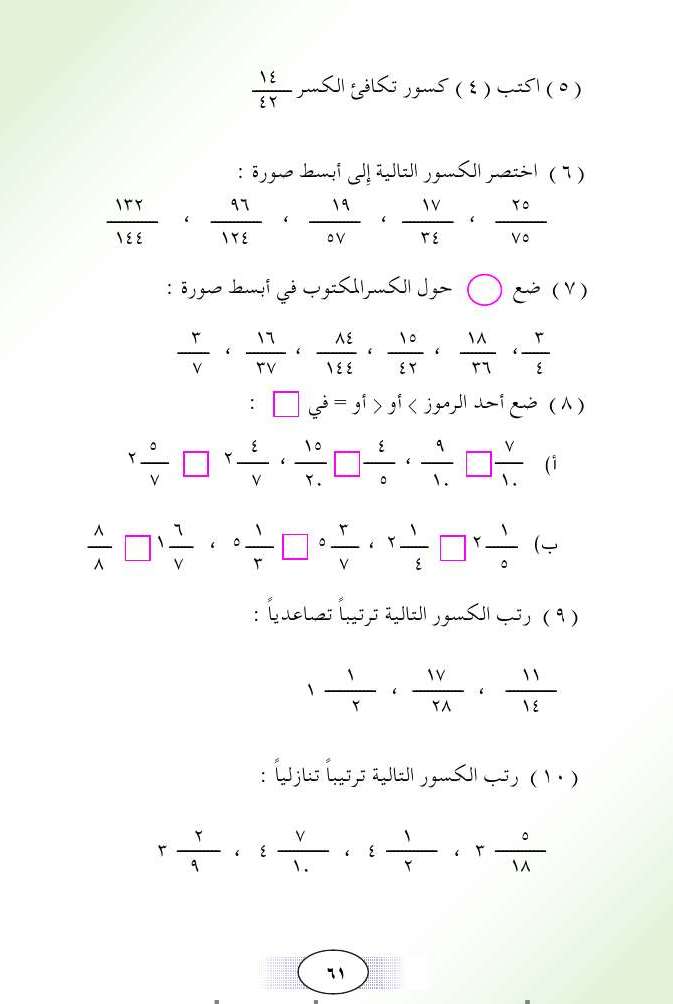 ( ٥ ) اكتب ( ٤ ) كسور تكافئ الكسر ١٤/٤٢
( ٦ ) اختصر الكسور التالية إلى أبسط صورة :
٢٥/٧٥ ، ١٧/٣٤ ، ١٩/٥٧ ، ٩٦/١٢٤ ، ١٣٢/١٤٤
( ٧ ) ضع ◯ حول الكسرالمكتوب في أبسط صورة :
٣/٤ ، ١٨/٣٦ ، ١٥/٤٢ ، ٨٤/١٤٤ ، ١٦/٣٧ ، ٣/٧
( ٨ ) ضع أحد الرموز > أو < أو = في □ :
أ) ٧/١٠ □ ٩/١٠ ، ٤/٥ □ ١٥/٢٠ ، ٤/٧ ٢ □ ٥/٧ ٢
ب) ١/٥ ٢ □ ١/٤ ٢ ، ٣/٧ ٥ □ ١/٣ ٥ ، ٦/٧ ١ □ ٨/٨
( ٩ ) رتب الكسور التالية ترتيباً تصاعدياً :
١١/١٤ ، ١٧/٢٨ ، ١/٢ ١
( ١٠ ) رتب الكسور التالية ترتيباً تنازلياً :
٥/١٨ ٣ ، ١/٢ ٤ ، ٧/١٠ ٤ ، ٢/٩ ٣
٦١